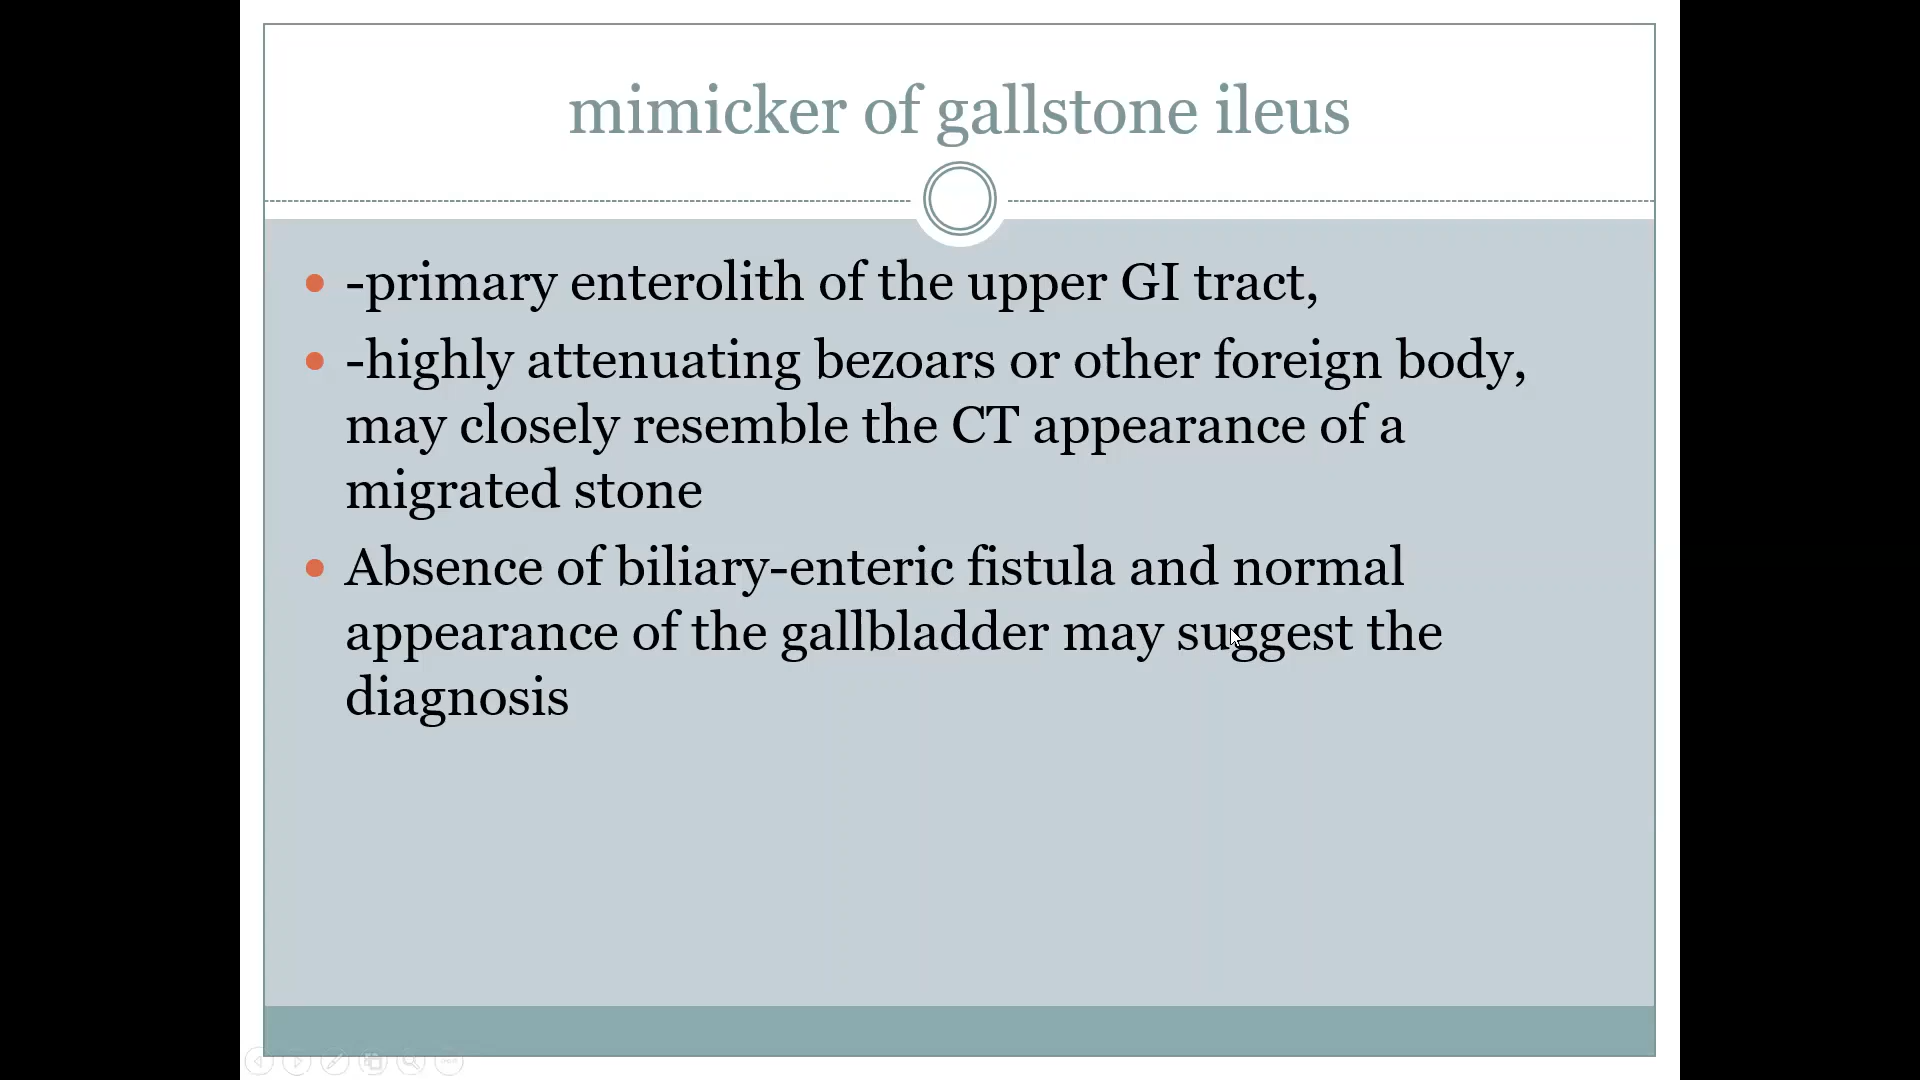 mimicker of gallstone ileus
-primary enterolith of the upper GI tract,
-highly attenuating bezoars or other foreign body,
may closely resemble the CT appearance of a
migrated stone
Absence of biliary-enteric fistula and normal
appearance of the gallbladder may suggest the
diagnosis